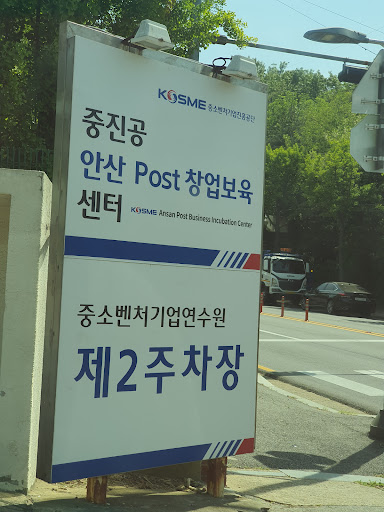 KOSME 중소벤처기업진흥공단
중진공
안산 Post 창업보육
센터 KOSME Ansan Post Business Incubation Center
중소벤처기업연수원
제2주차장